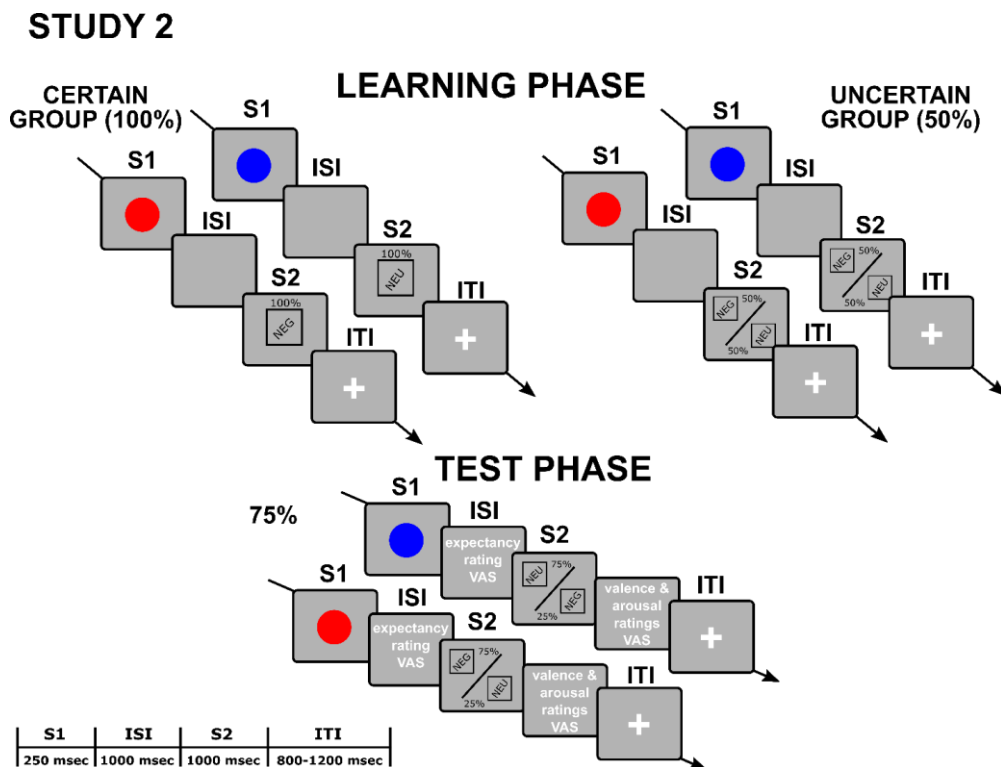 STUDY 2
LEARNING PHASE
CERTAIN
GROUP (100%)
S1
ISI
S2
100%
NEU
ITI
S1
ISI
S2
100%
NEG
ITI
UNCERTAIN
GROUP (50%)
S1
ISI
S2
NEG 50%
50% NEU
ITI
S1
ISI
S2
NEG 50%
50% NEU
ITI
TEST PHASE
75%
S1
ISI
expectancy
rating
VAS
S2
NEU 75%
25% NEG
valence &
arousal
ratings
VAS
ITI
S1
ISI
expectancy
rating
VAS
S2
NEG 75%
25% NEU
valence &
arousal
ratings
VAS
ITI
S1 ISI S2 ITI
250 msec 1000 msec 1000 msec 800-1200 msec